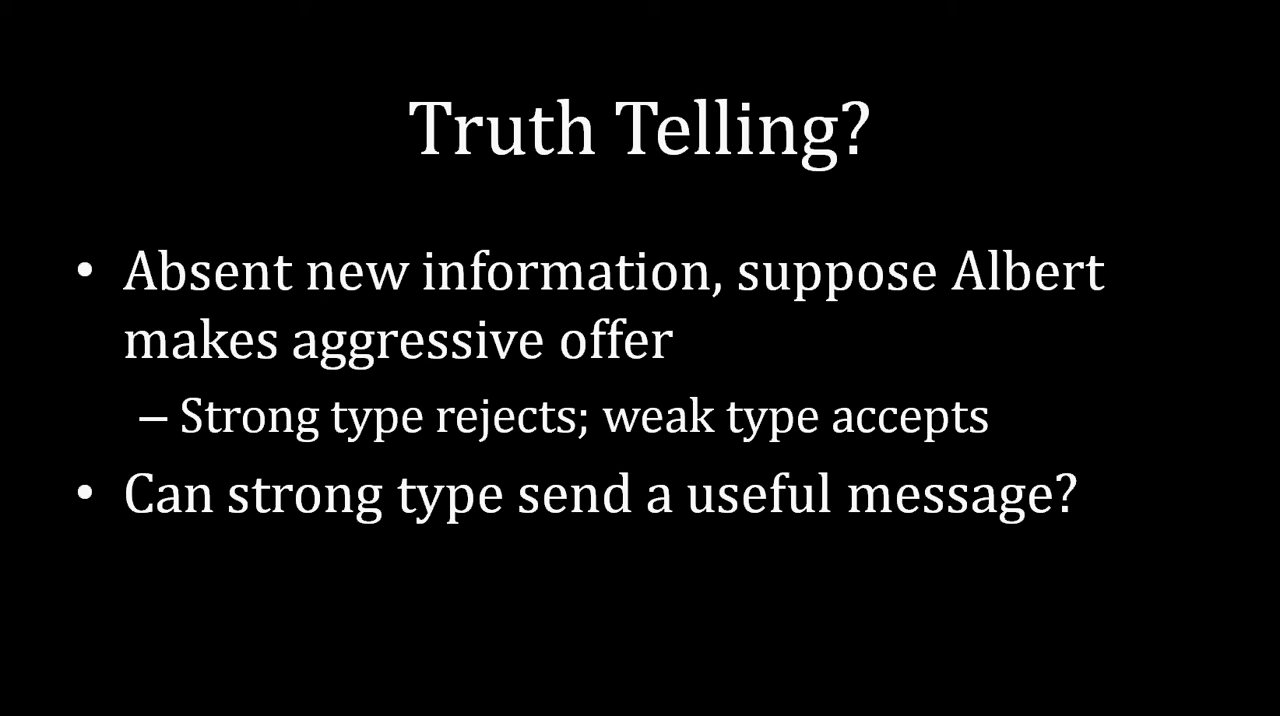 Truth Telling?
• Absent new information, suppose Albert
makes aggressive offer
– Strong type rejects; weak type accepts
• Can strong type send a useful message?